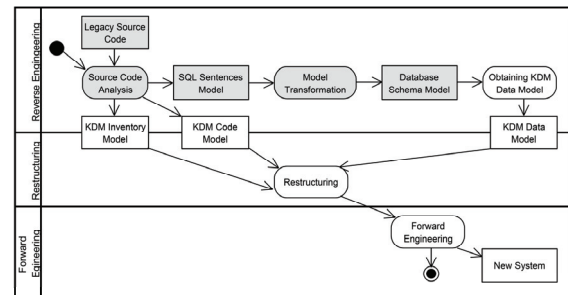 Reverse Engingeering
Legacy Source
Code
Source Code
Analysis
SQL Sentences
Model
Model
Transformation
Database
Schema Model
Obtaining KDM
Data Model
KDM Inventory
Model
KDM Code
Model
KDM Data
Model
Restructuring
Restructuring
Forward
Egineering
Forward
Engineering
New System